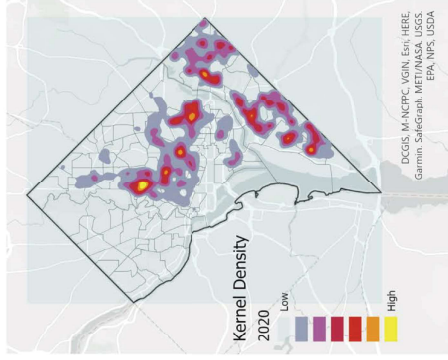 Kernel Density
2020
Low
High
DCGIS, M-NCPPC, VGIN, Esri, HERE,
Garmin, SafeGraph, METI/NASA, USGS,
EPA, NPS, USDA